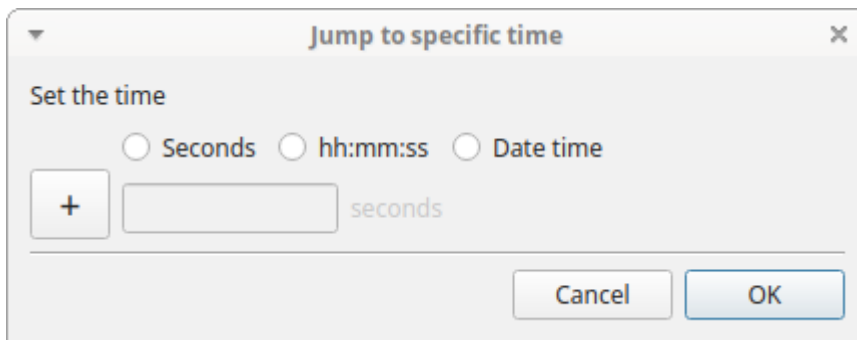 Jump to specific time
Set the time
Seconds hh:mm:ss Date time
+ seconds
Cancel OK